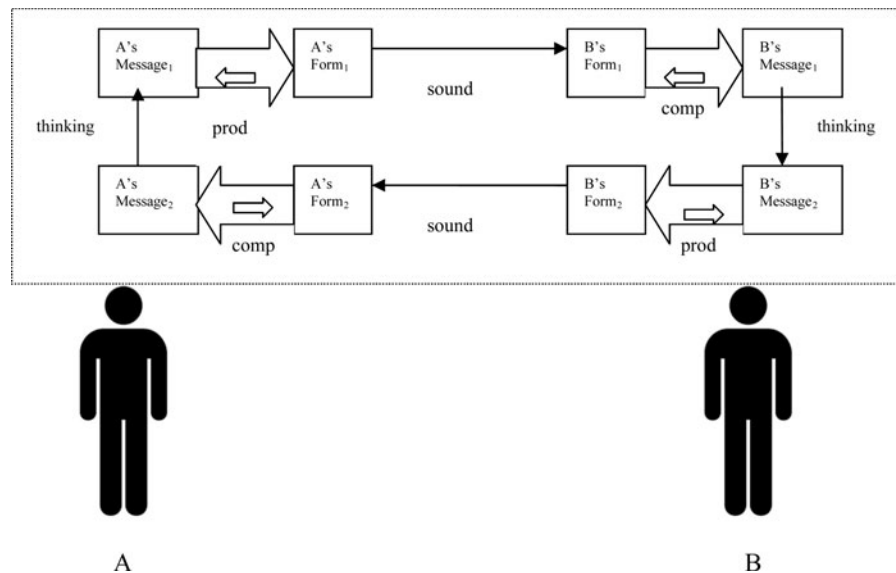 A's
Message₁
A's
Form₁
B's
Form₁
B's
Message₁
sound
comp
thinking
prod
thinking
A's
Message₂
A's
Form₂
B's
Form₂
B's
Message₂
sound
comp
prod
A
B